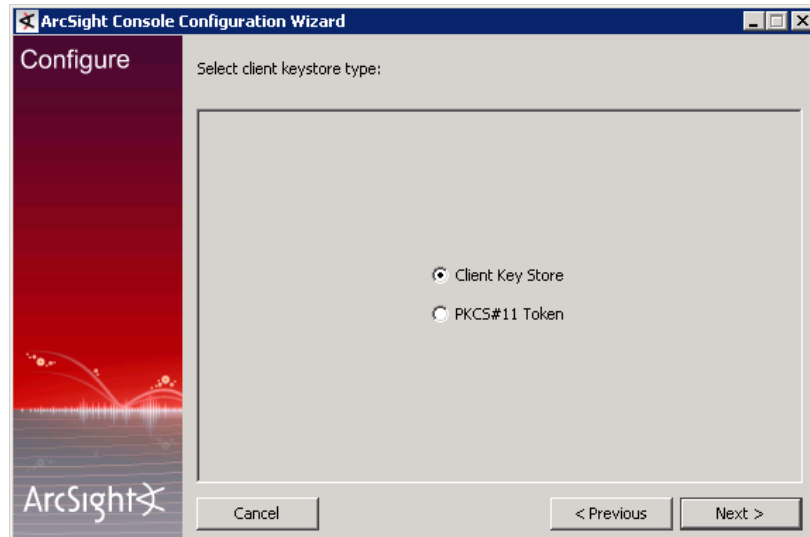 ArcSight Console Configuration Wizard
Configure
Select client keystore type:
Client Key Store
PKCS#11 Token
ArcSight
Cancel
< Previous
Next >